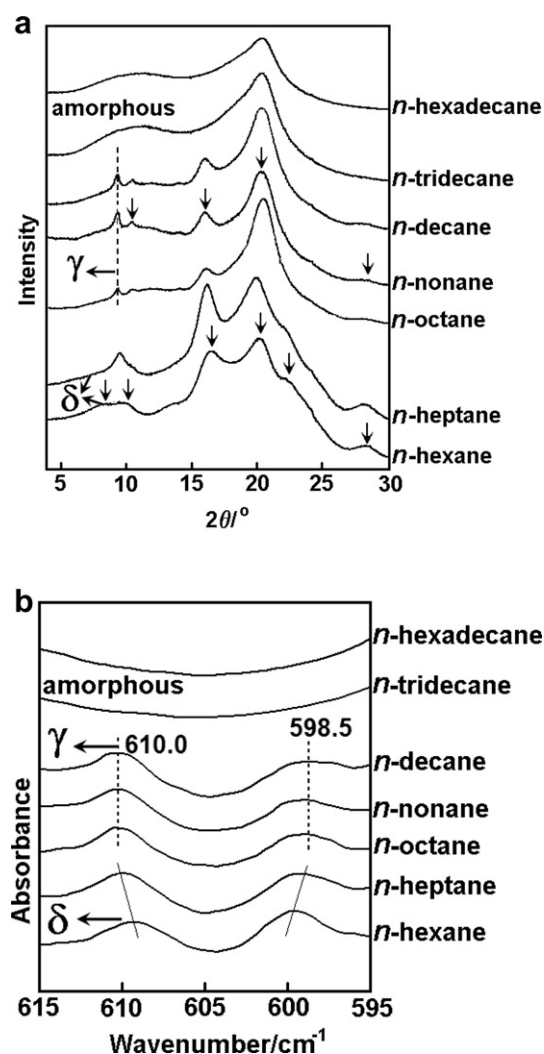 a
amorphous
n-hexadecane
n-tridecane
n-decane
n-nonane
γ
n-octane
δ
n-heptane
n-hexane
Intensity
5 10 15 20 25 30
2θ/°
b
n-hexadecane
amorphous
n-tridecane
γ 610.0 598.5
n-decane
n-nonane
n-octane
n-heptane
δ
n-hexane
Absorbance
615 610 605 600 595
Wavenumber/cm-1